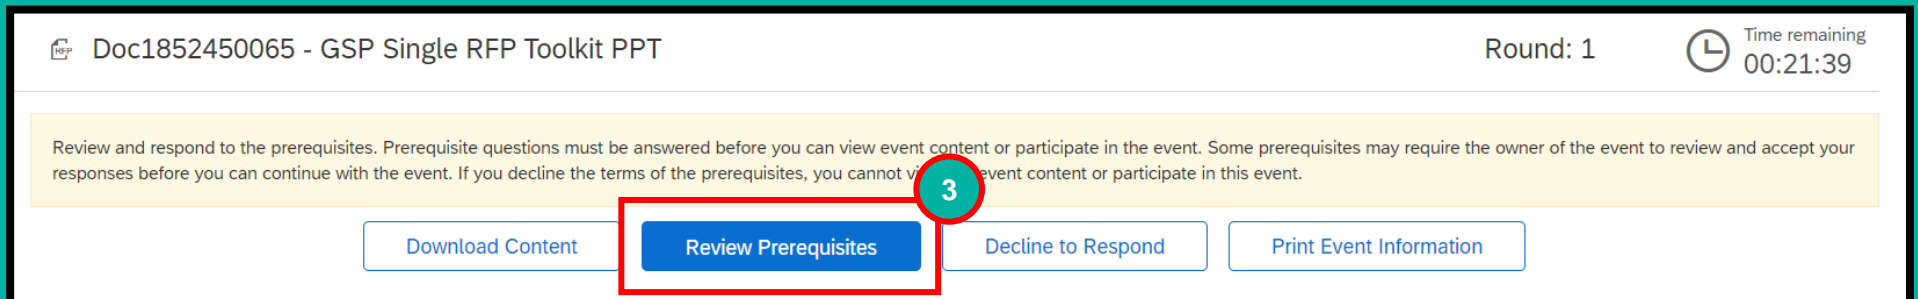 RFP
Doc1852450065 - GSP Single RFP Toolkit PPT
Round: 1
Time remaining
00:21:39
Review and respond to the prerequisites. Prerequisite questions must be answered before you can view event content or participate in the event. Some prerequisites may require the owner of the event to review and accept your
responses before you can continue with the event. If you decline the terms of the prerequisites, you cannot event content or participate in this event.
3
Download Content
Review Prerequisites
Decline to Respond
Print Event Information